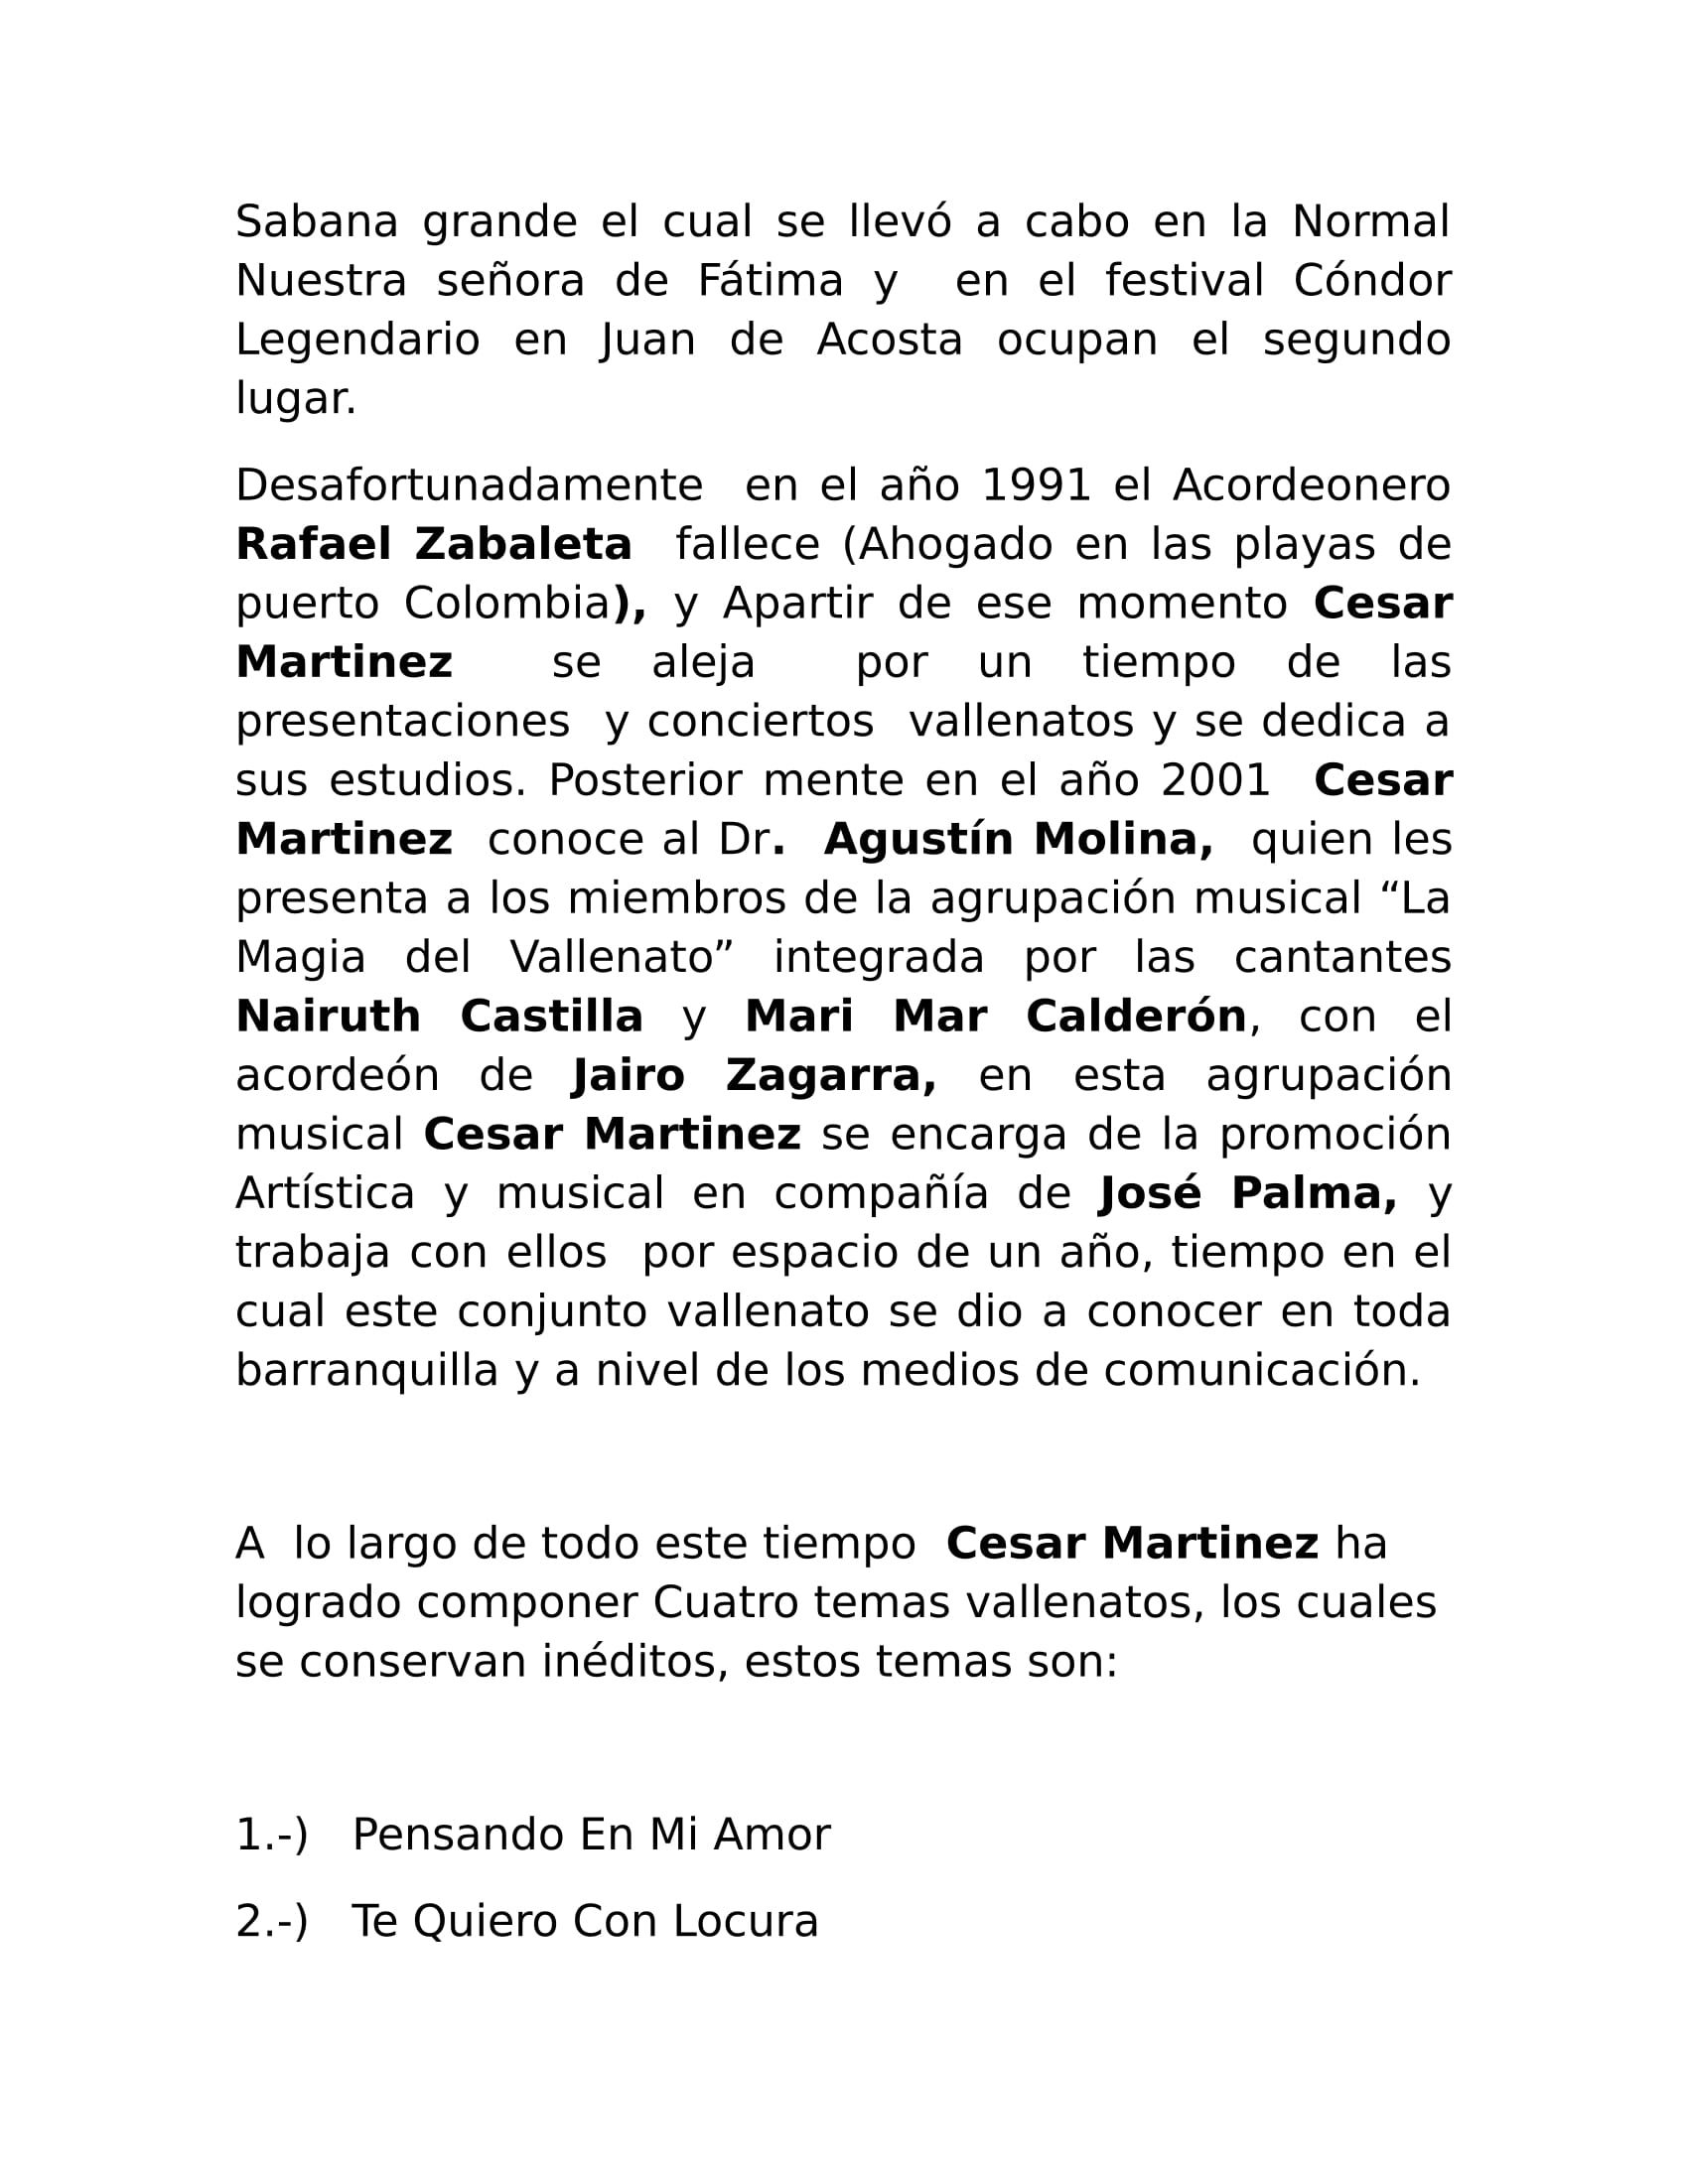 Sabana grande el cual se llevó a cabo en la Normal
Nuestra señora de Fátima y en el festival Cóndor
Legendario en Juan de Acosta ocupan el segundo
lugar.
Desafortunadamente en el año 1991 el Acordeonero
Rafael Zabaleta fallece (Ahogado en las playas de
puerto Colombia), y Apartir de ese momento Cesar
Martinez se aleja por un tiempo de las
presentaciones y conciertos vallenatos y se dedica a
sus estudios. Posterior mente en el año 2001 Cesar
Martinez conoce al Dr. Agustín Molina, quien les
presenta a los miembros de la agrupación musical “La
Magia del Vallenato” integrada por las cantantes
Nairuth Castilla y Mari Mar Calderón, con el
acordeón de Jairo Zagarra, en esta agrupación
musical Cesar Martinez se encarga de la promoción
Artística y musical en compañía de José Palma, y
trabaja con ellos por espacio de un año, tiempo en el
cual este conjunto vallenato se dio a conocer en toda
barranquilla y a nivel de los medios de comunicación.
A lo largo de todo este tiempo Cesar Martinez ha
logrado componer Cuatro temas vallenatos, los cuales
se conservan inéditos, estos temas son:
1.-) Pensando En Mi Amor
2.-) Te Quiero Con Locura